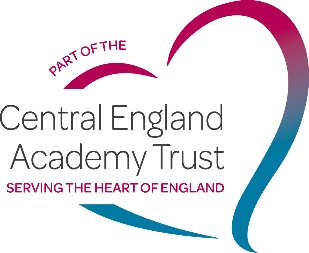 PART OF THE
Central England
Academy Trust
SERVING THE HEART OF ENGLAND